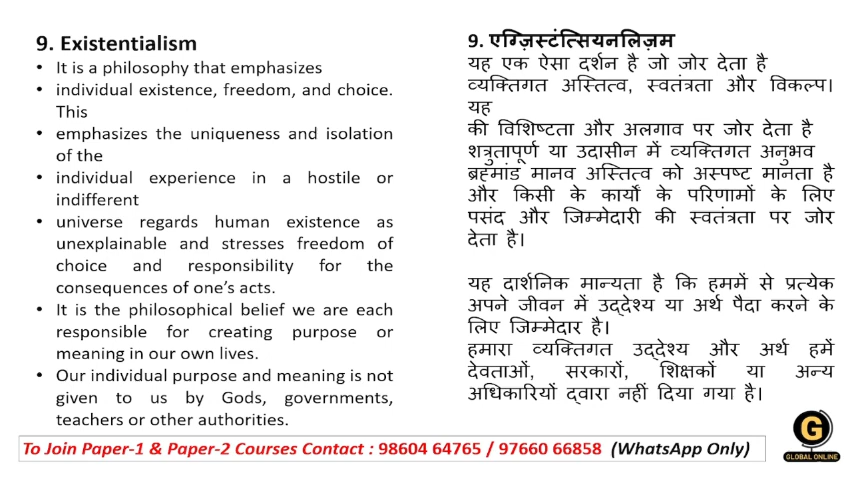 9. Existentialism
• It is a philosophy that emphasizes
• individual existence, freedom, and choice.
This
• emphasizes the uniqueness and isolation
of the
• individual experience in a hostile or
indifferent
• universe regards human existence as
unexplainable and stresses freedom of
choice and responsibility for the
consequences of one's acts.
• It is the philosophical belief we are each
responsible for creating purpose or
meaning in our own lives.
• Our individual purpose and meaning is not
given to us by Gods, governments,
teachers or other authorities.
9. एग्ज़िस्टंत्सियनलिज़म
यह एक ऐसा दर्शन है जो जोर देता है
व्यक्तिगत अस्तित्व, स्वतंत्रता और विकल्प।
यह
की विशिष्टता और अलगाव पर जोर देता है
शत्रुतापूर्ण या उदासीन में व्यक्तिगत अनुभव
ब्रह्मांड मानव अस्तित्व को अस्पष्ट मानता है
और किसी के कार्यों के परिणामों के लिए
पसंद और जिम्मेदारी की स्वतंत्रता पर जोर
देता है।
यह दार्शनिक मान्यता है कि हममें से प्रत्येक
अपने जीवन में उद्देश्य या अर्थ पैदा करने के
लिए जिम्मेदार है।
हमारा व्यक्तिगत उद्देश्य और अर्थ हमें
देवताओं, सरकारों, शिक्षकों या अन्य
अधिकारियों द्वारा नहीं दिया गया है।
To Join Paper-1 & Paper-2 Courses Contact : 98604 64765 / 97660 66858 (WhatsApp Only)
G
GLOBAL ONLINE